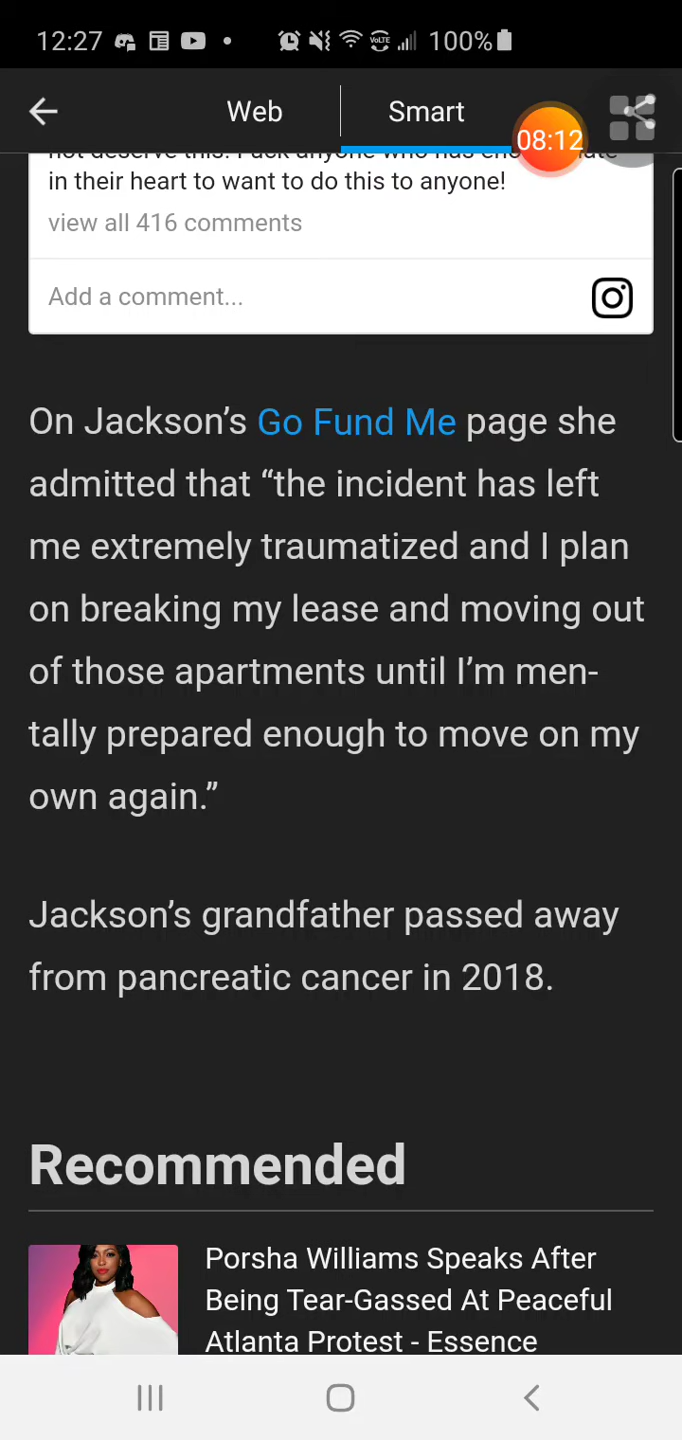 12:27
VoLTE
100%
Web
Smart
08:12
in their heart to want to do this to anyone!
view all 416 comments
Add a comment...
On Jackson’s Go Fund Me page she
admitted that “the incident has left
me extremely traumatized and I plan
on breaking my lease and moving out
of those apartments until I’m men-
tally prepared enough to move on my
own again.”
Jackson’s grandfather passed away
from pancreatic cancer in 2018.
Recommended
Porsha Williams Speaks After
Being Tear-Gassed At Peaceful
Atlanta Protest - Essence